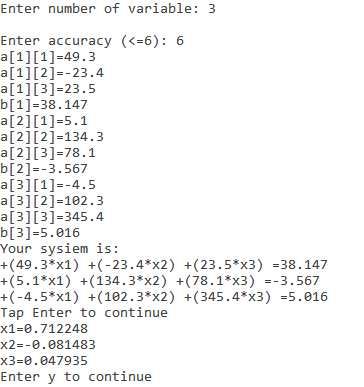 Enter number of variable: 3
Enter accuracy (<=6): 6
a[1][1]=49.3
a[1][2]=-23.4
a[1][3]=23.5
b[1]=38.147
a[2][1]=5.1
a[2][2]=134.3
a[2][3]=78.1
b[2]=-3.567
a[3][1]=-4.5
a[3][2]=102.3
a[3][3]=345.4
b[3]=5.016
Your sysiem is:
+(49.3*x1) +(-23.4*x2) +(23.5*x3) =38.147
+(5.1*x1) +(134.3*x2) +(78.1*x3) =-3.567
+(-4.5*x1) +(102.3*x2) +(345.4*x3) =5.016
Tap Enter to continue
x1=0.712248
x2=-0.081483
x3=0.047935
Enter y to continue